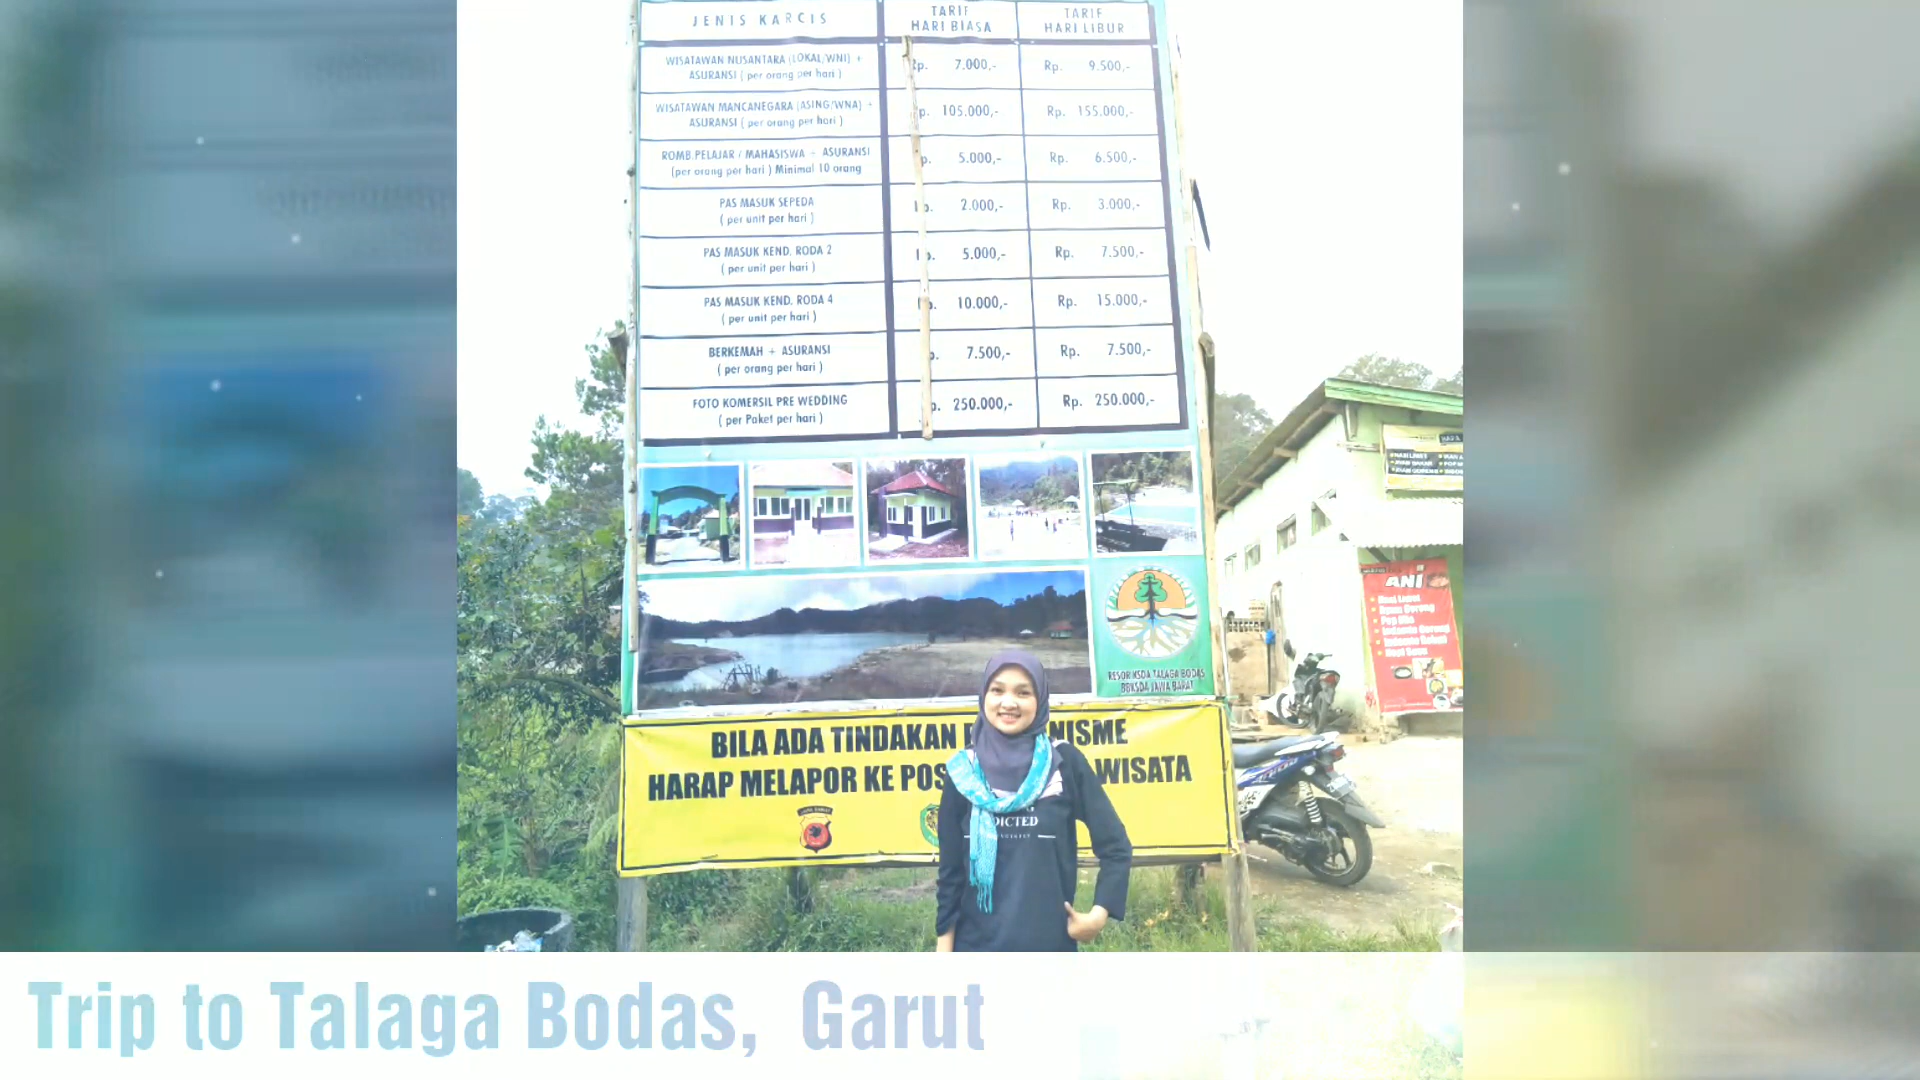 JENIS KARCIS
TARIF
HARI BIASA
TARIF
HARI LIBUR
WISATAWAN NUSANTARA (LOKAL/WNI) +
ASURANSI ( per orang per hari )
Rp. 7.000,-
Rp. 9.500,-
WISATAWAN MANCANEGARA (ASING/WNA) +
ASURANSI ( per orang per hari )
p. 105.000,-
Rp. 155.000,-
ROMB.PELAJAR / MAHASISWA + ASURANSI
(per orang per hari ) Minimal 10 orang
p. 5.000,-
Rp. 6.500,-
PAS MASUK SEPEDA
( per unit per hari )
p. 2.000,-
Rp. 3.000,-
PAS MASUK KEND. RODA 2
( per unit per hari )
p. 5.000,-
Rp. 7.500,-
PAS MASUK KEND. RODA 4
( per unit per hari )
p. 10.000,-
Rp. 15.000,-
BERKEMAH + ASURANSI
( per orang per hari )
p. 7.500,-
Rp. 7.500,-
FOTO KOMERSIL PRE WEDDING
( per Paket per hari )
p. 250.000,-
Rp. 250.000,-
RESOR KSDA TALAGA BODAS
BBKSDA JAWA BARAT
BILA ADA TINDAKAN NISME
HARAP MELAPOR KE POS WISATA
DICTED
ANI
Nasi Goreng
Pop Mie
Trip to Talaga Bodas, Garut